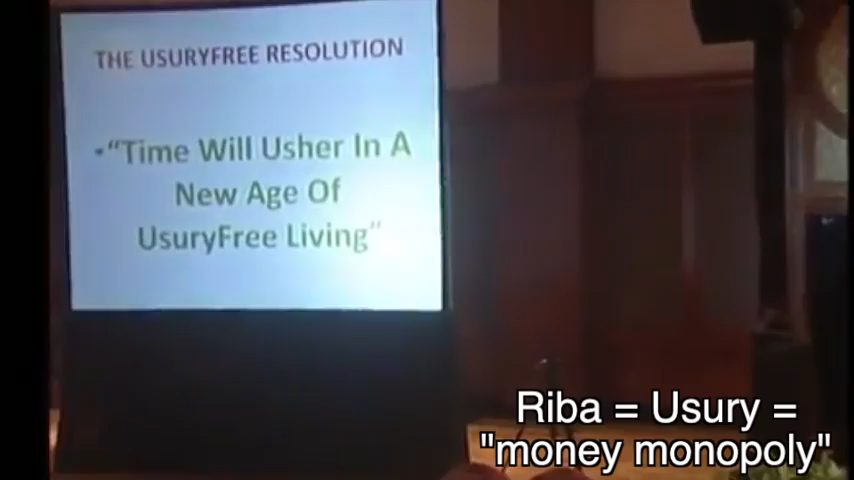 THE USURYFREE RESOLUTION
•“Time Will Usher In A
New Age Of
UsuryFree Living”
Riba = Usury =
"money monopoly"